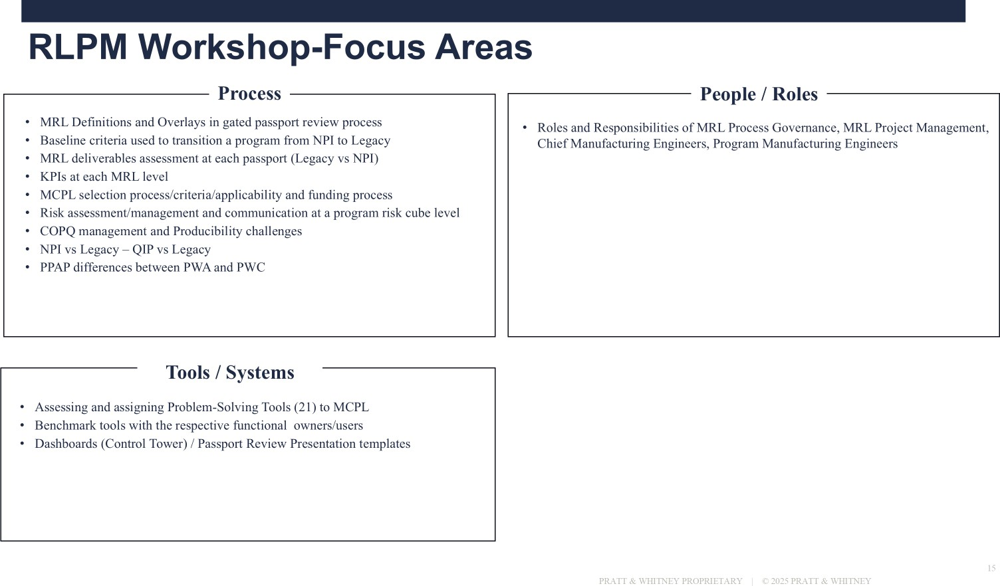 RLPM Workshop-Focus Areas
Process
• MRL Definitions and Overlays in gated passport review process
• Baseline criteria used to transition a program from NPI to Legacy
• MRL deliverables assessment at each passport (Legacy vs NPI)
• KPIs at each MRL level
• MCPL selection process/criteria/applicability and funding process
• Risk assessment/management and communication at a program risk cube level
• COPQ management and Producibility challenges
• NPI vs Legacy – QIP vs Legacy
• PPAP differences between PWA and PWC
People / Roles
• Roles and Responsibilities of MRL Process Governance, MRL Project Management,
Chief Manufacturing Engineers, Program Manufacturing Engineers
Tools / Systems
• Assessing and assigning Problem-Solving Tools (21) to MCPL
• Benchmark tools with the respective functional  owners/users
• Dashboards (Control Tower) / Passport Review Presentation templates
15
PRATT & WHITNEY PROPRIETARY | © 2025 PRATT & WHITNEY